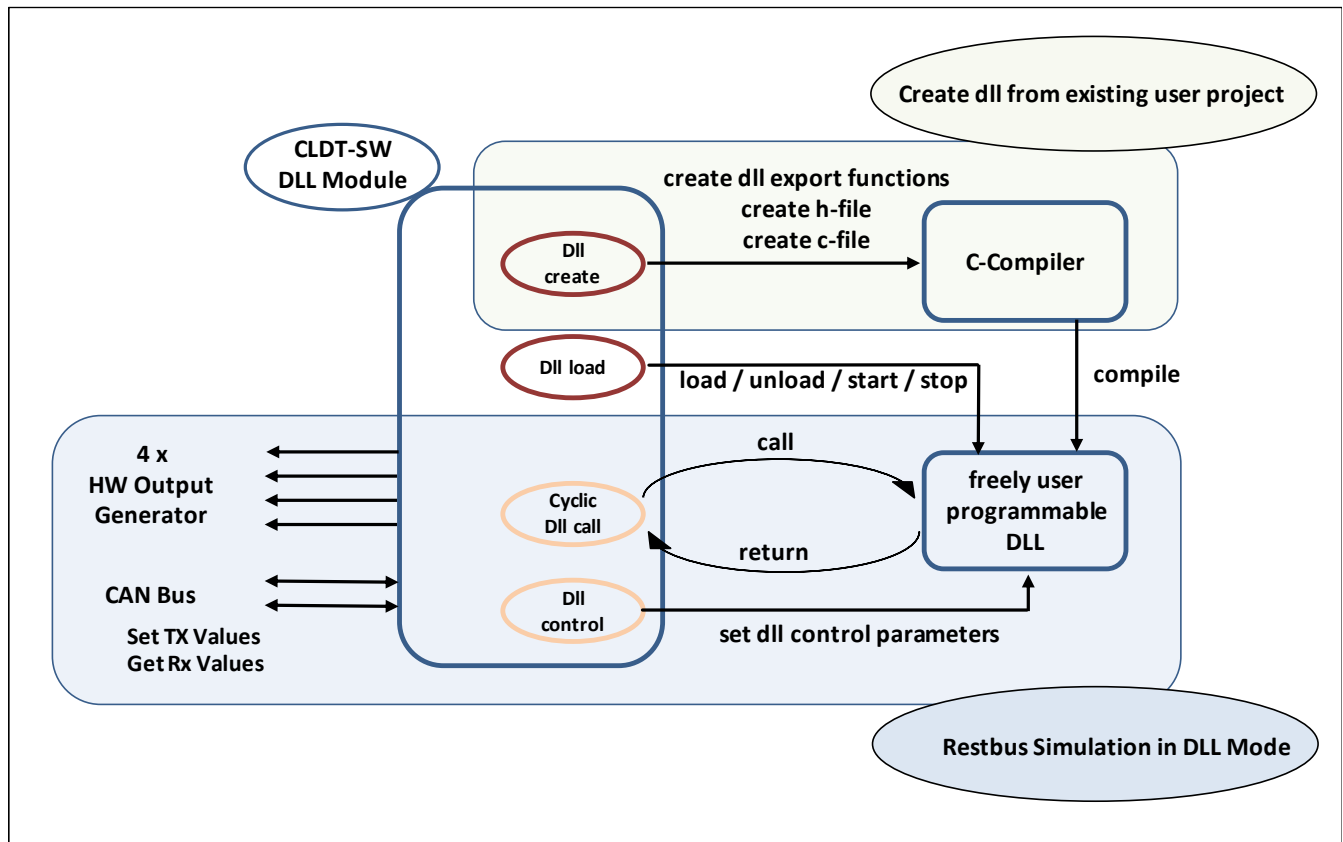 Create dll from existing user project
CLDT-SW
DLL Module
create dll export functions
create h-file
create c-file
Dll
create
C-Compiler
Dll load
load / unload / start / stop
compile
4 x
HW Output
Generator
call
Cyclic
Dll call
return
freely user
programmable
DLL
CAN Bus
Set TX Values
Get Rx Values
Dll
control
set dll control parameters
Restbus Simulation in DLL Mode